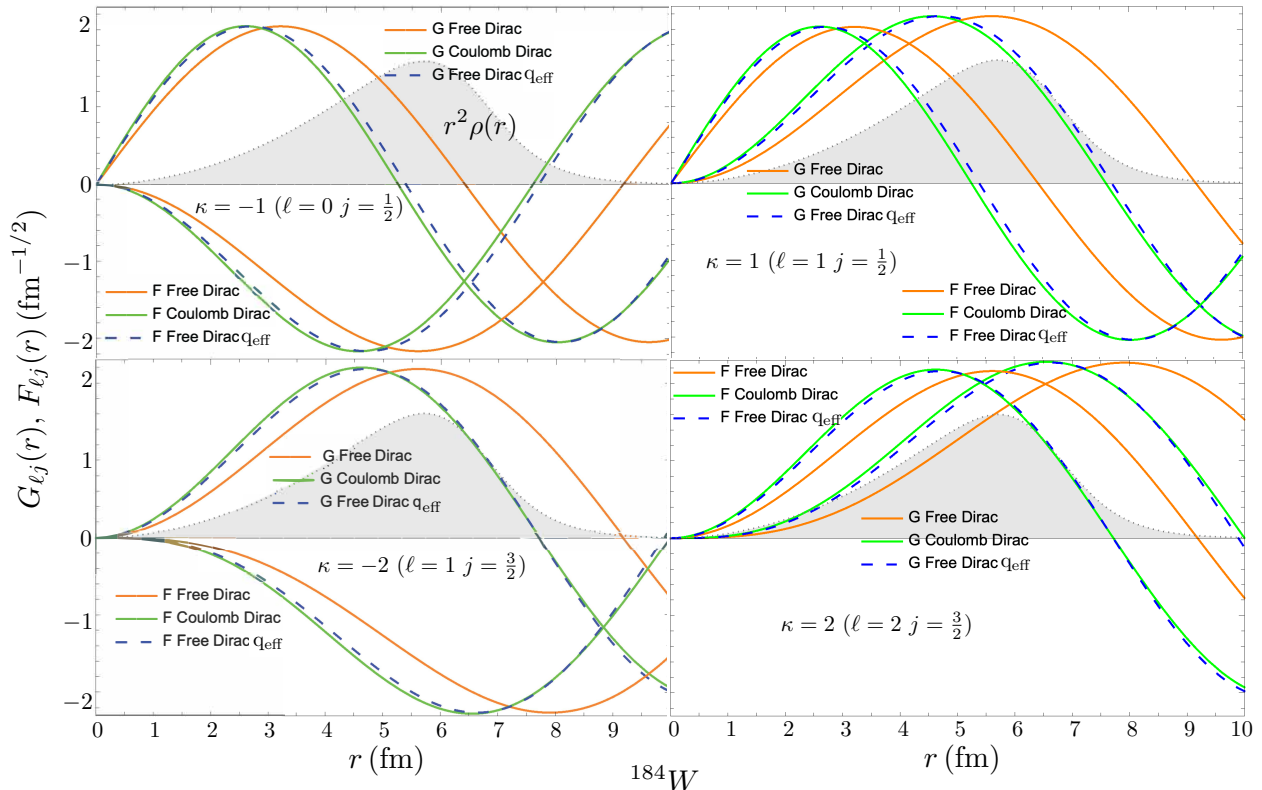 G_{ℓj}(r), F_{ℓj}(r) (fm^{−1/2})
2
1
0
−1
−2
G Free Dirac
G Coulomb Dirac
G Free Dirac q_eff
r²ρ(r)
κ = −1 (ℓ = 0 j = 1/2)
F Free Dirac
F Coulomb Dirac
F Free Dirac q_eff
G Free Dirac
G Coulomb Dirac
G Free Dirac q_eff
κ = 1 (ℓ = 1 j = 1/2)
F Free Dirac
F Coulomb Dirac
F Free Dirac q_eff
2
1
0
−1
−2
G Free Dirac
G Coulomb Dirac
G Free Dirac q_eff
κ = −2 (ℓ = 1 j = 3/2)
F Free Dirac
F Coulomb Dirac
F Free Dirac q_eff
0 1 2 3 4 5 6 7 8 9
r (fm)
F Free Dirac
F Coulomb Dirac
F Free Dirac q_eff
G Free Dirac
G Coulomb Dirac
G Free Dirac q_eff
κ = 2 (ℓ = 2 j = 3/2)
0 1 2 3 4 5 6 7 8 9 10
r (fm)
¹⁸⁴W